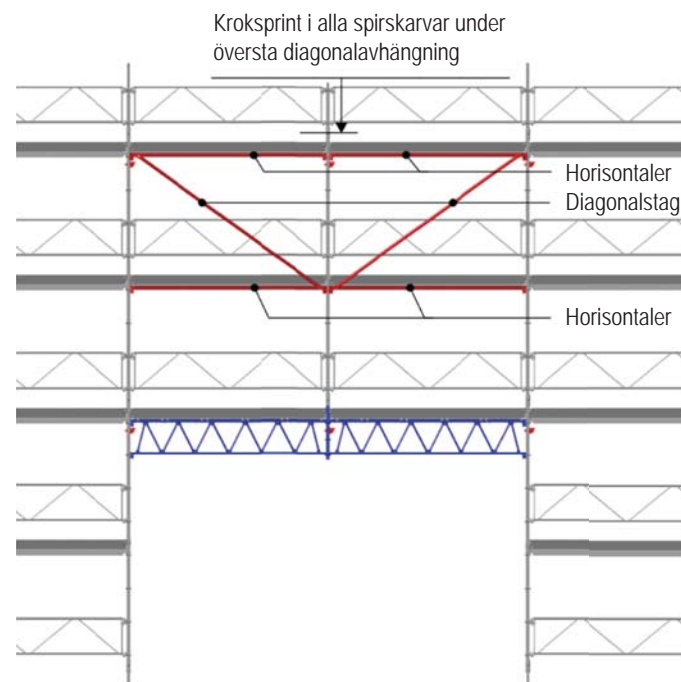 Kroksprint i alla spirskarvar under
översta diagonalavhängning
Horisontaler
Diagonalstag
Horisontaler